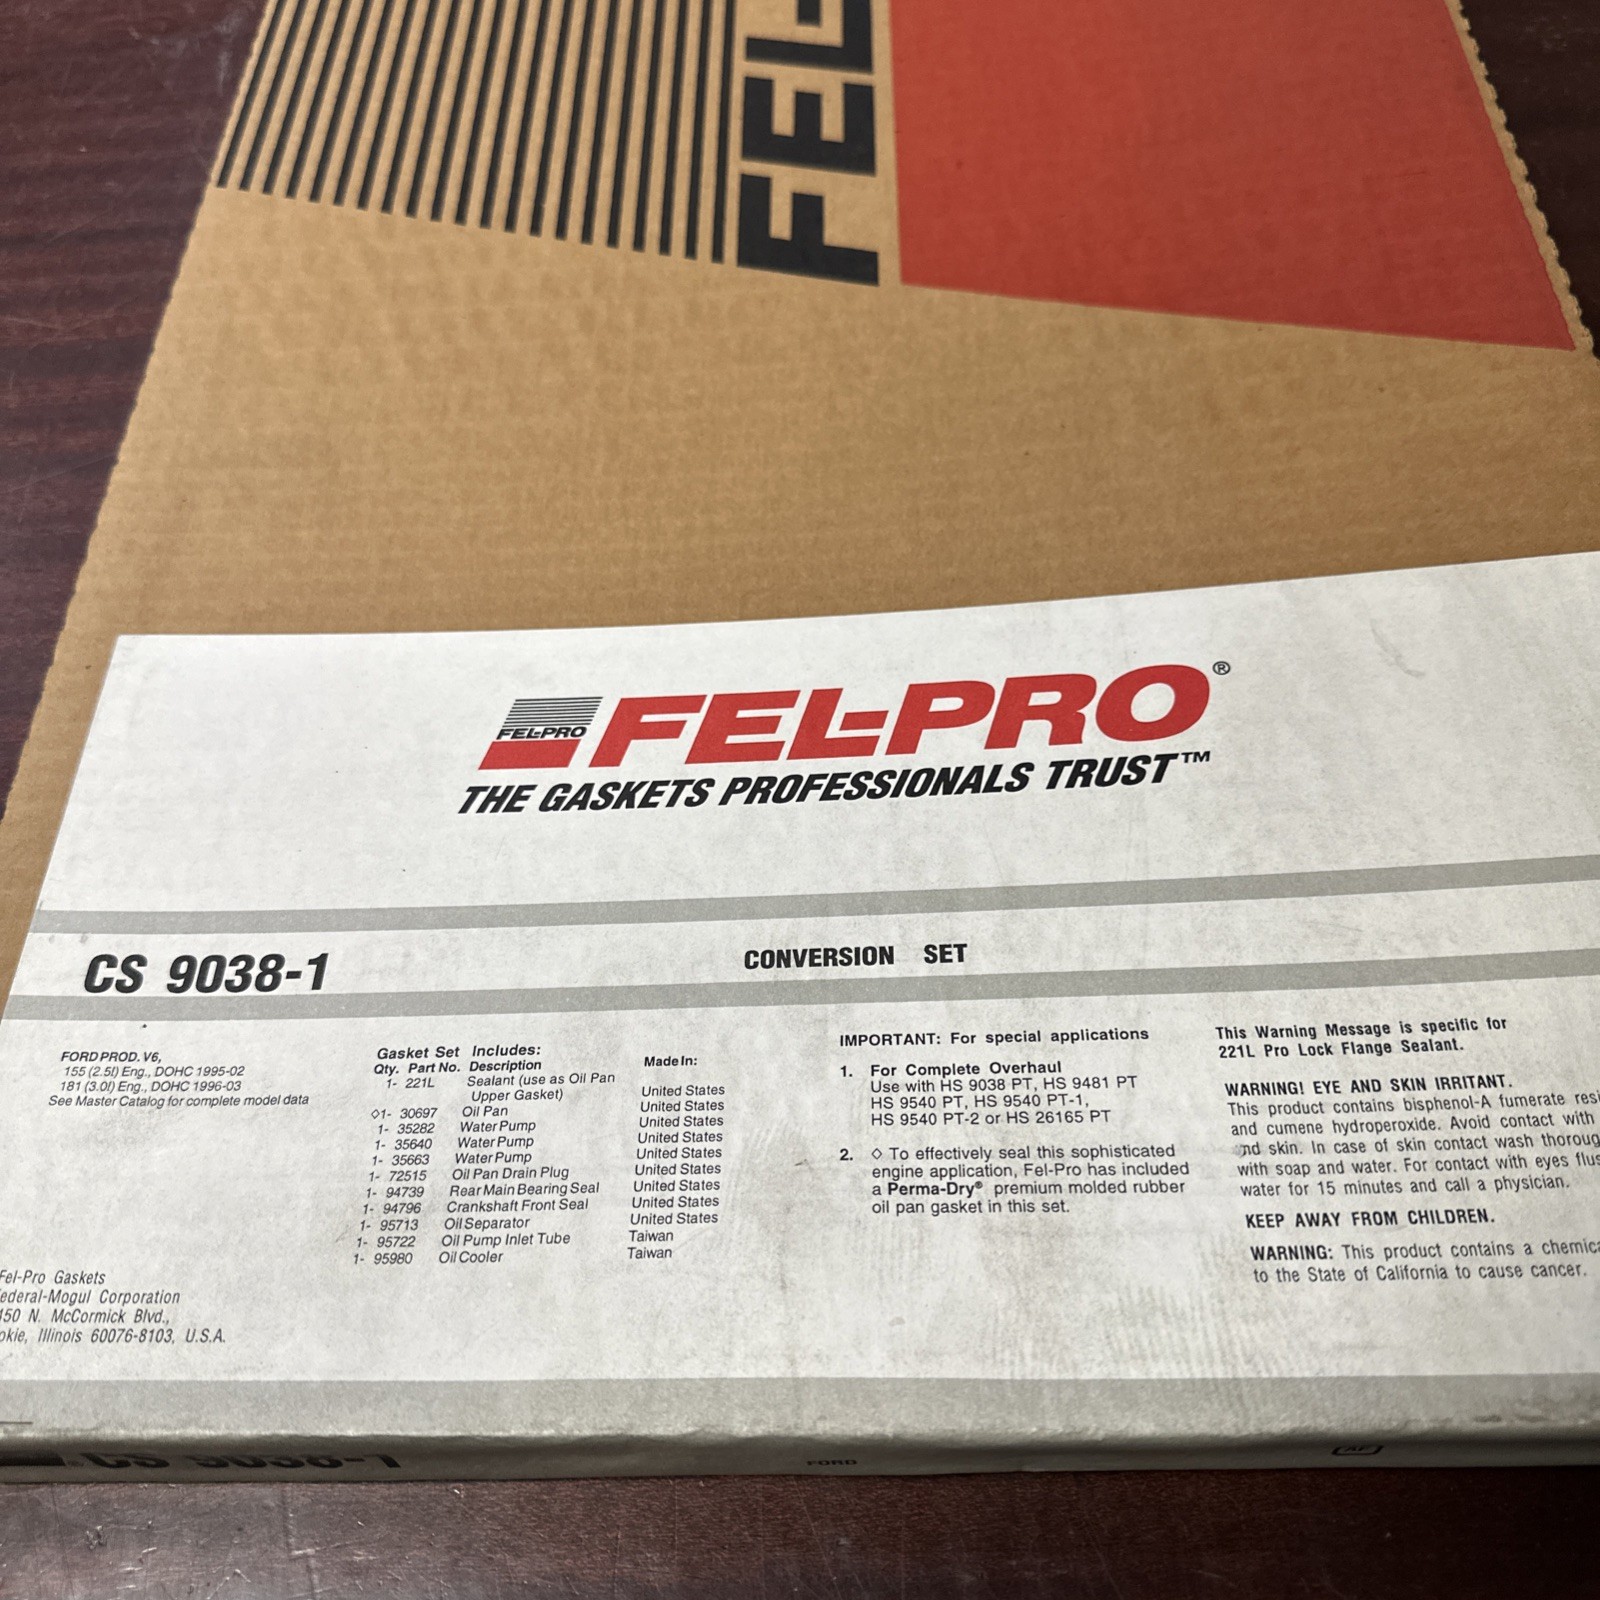 FEL-
FEL-PRO
FEL-PRO®
THE GASKETS PROFESSIONALS TRUST™
CS 9038-1
CONVERSION SET
FORD PROD. V6,
155 (2.5l) Eng., DOHC 1995-02
181 (3.0l) Eng., DOHC 1996-03
See Master Catalog for complete model data
Gasket Set Includes:
Qty. Part No. Description Made In:
1- 221L Sealant (use as Oil Pan
Upper Gasket) United States
◇1- 30697 Oil Pan United States
1- 35282 Water Pump United States
1- 35640 Water Pump United States
1- 35663 Water Pump United States
1- 72515 Oil Pan Drain Plug United States
1- 94739 Rear Main Bearing Seal United States
1- 94796 Crankshaft Front Seal United States
1- 95713 Oil Separator United States
1- 95722 Oil Pump Inlet Tube Taiwan
1- 95980 Oil Cooler Taiwan
IMPORTANT: For special applications
1. For Complete Overhaul
Use with HS 9038 PT, HS 9481 PT
HS 9540 PT, HS 9540 PT-1,
HS 9540 PT-2 or HS 26165 PT
2. ◇ To effectively seal this sophisticated
engine application, Fel-Pro has included
a Perma-Dry® premium molded rubber
oil pan gasket in this set.
This Warning Message is specific for
221L Pro Lock Flange Sealant.
WARNING! EYE AND SKIN IRRITANT.
This product contains bisphenol-A fumerate resi
and cumene hydroperoxide. Avoid contact with
and skin. In case of skin contact wash thoroug
with soap and water. For contact with eyes flus
water for 15 minutes and call a physician.
KEEP AWAY FROM CHILDREN.
WARNING: This product contains a chemica
to the State of California to cause cancer.
Fel-Pro Gaskets
ederal-Mogul Corporation
450 N. McCormick Blvd.,
okie, Illinois 60076-8103, U.S.A.
CS 9038-1
FORD